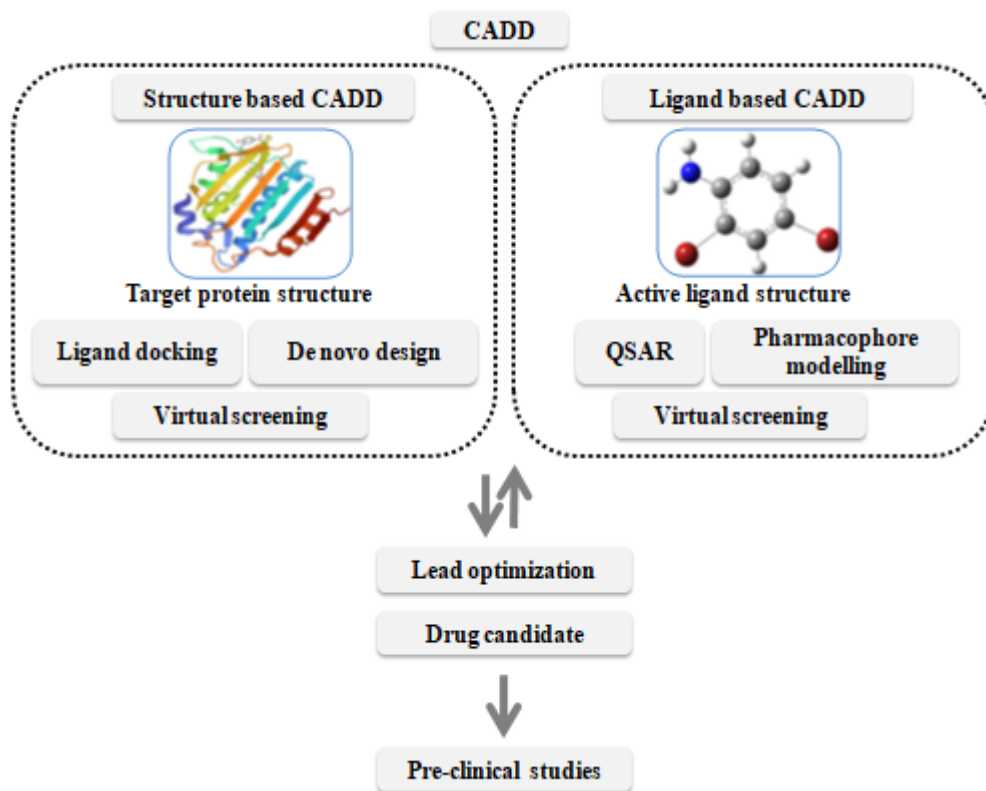 CADD
Structure based CADD
Target protein structure
Ligand docking
De novo design
Virtual screening
Ligand based CADD
Active ligand structure
QSAR
Pharmacophore
modelling
Virtual screening
Lead optimization
Drug candidate
Pre-clinical studies